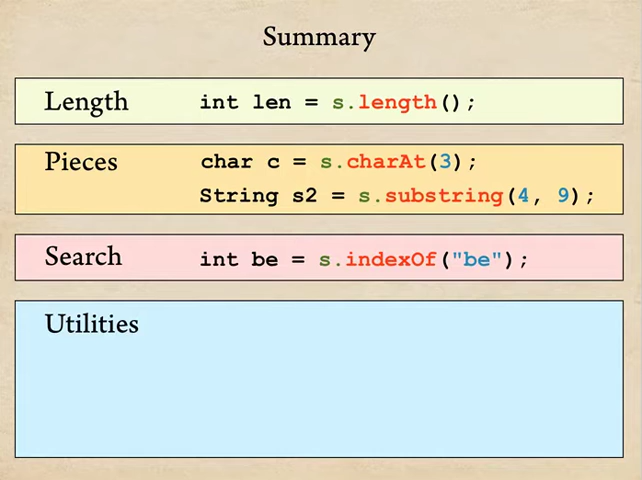 Summary
Length int len = s.length();
Pieces char c = s.charAt(3);
String s2 = s.substring(4, 9);
Search int be = s.indexOf("be");
Utilities